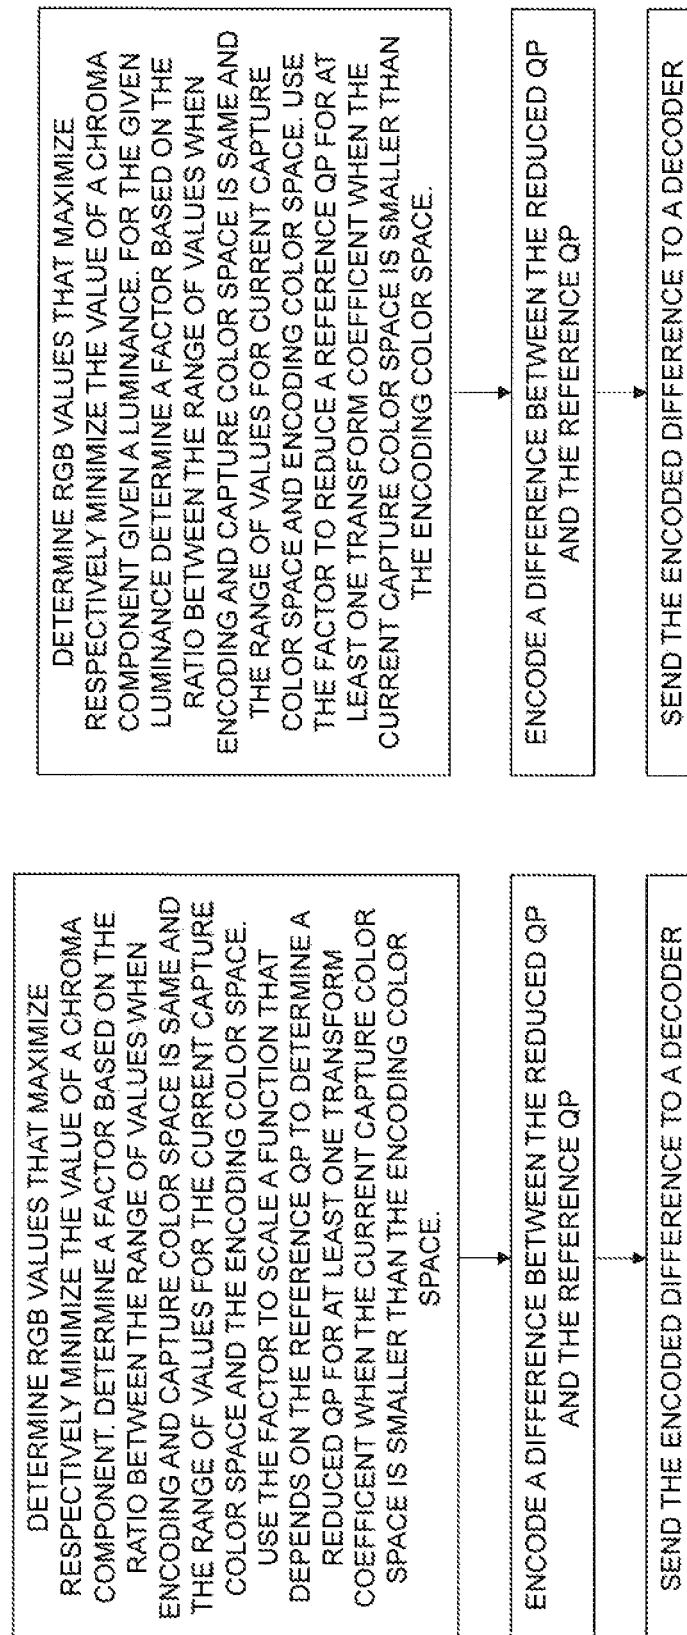 DETERMINE RGB VALUES THAT MAXIMIZE
RESPECTIVELY MINIMIZE THE VALUE OF A CHROMA
COMPONENT. DETERMINE A FACTOR BASED ON THE
RATIO BETWEEN THE RANGE OF VALUES WHEN
ENCODING AND CAPTURE COLOR SPACE IS SAME AND
THE RANGE OF VALUES FOR THE CURRENT CAPTURE
COLOR SPACE AND THE ENCODING COLOR SPACE.
USE THE FACTOR TO SCALE A FUNCTION THAT
DEPENDS ON THE REFERENCE QP TO DETERMINE A
REDUCED QP FOR AT LEAST ONE TRANSFORM
COEFFICENT WHEN THE CURRENT CAPTURE COLOR
SPACE IS SMALLER THAN THE ENCODING COLOR
SPACE.
ENCODE A DIFFERENCE BETWEEN THE REDUCED QP
AND THE REFERENCE QP
SEND THE ENCODED DIFFERENCE TO A DECODER
DETERMINE RGB VALUES THAT MAXIMIZE
RESPECTIVELY MINIMIZE THE VALUE OF A CHROMA
COMPONENT GIVEN A LUMINANCE. FOR THE GIVEN
LUMINANCE DETERMINE A FACTOR BASED ON THE
RATIO BETWEEN THE RANGE OF VALUES WHEN
ENCODING AND CAPTURE COLOR SPACE IS SAME AND
THE RANGE OF VALUES FOR CURRENT CAPTURE
COLOR SPACE AND ENCODING COLOR SPACE. USE
THE FACTOR TO REDUCE A REFERENCE QP FOR AT
LEAST ONE TRANSFORM COEFFICENT WHEN THE
CURRENT CAPTURE COLOR SPACE IS SMALLER THAN
THE ENCODING COLOR SPACE.
ENCODE A DIFFERENCE BETWEEN THE REDUCED QP
AND THE REFERENCE QP
SEND THE ENCODED DIFFERENCE TO A DECODER